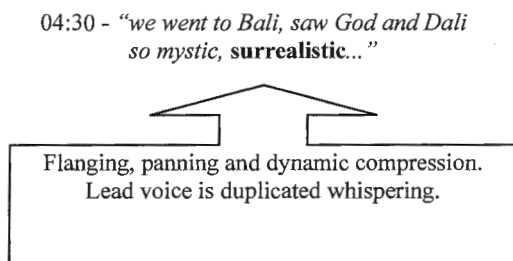 04:30 - “we went to Bali, saw God and Dali
so mystic, surrealistic...”
Flanging, panning and dynamic compression.
Lead voice is duplicated whispering.